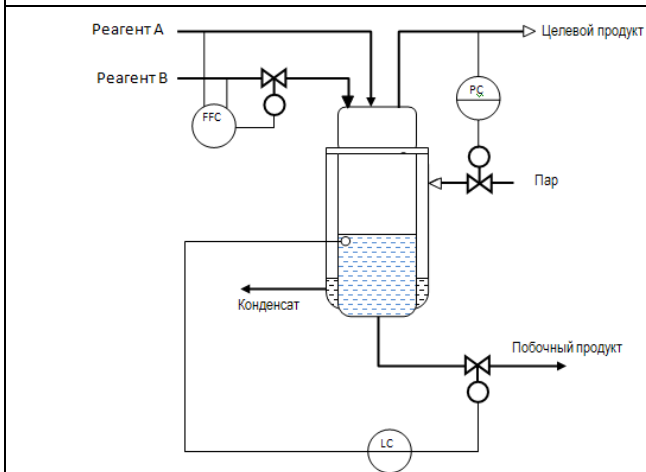 Реагент А
Целевой продукт
Реагент В
FFC
PC
Пар
Конденсат
Побочный продукт
LC